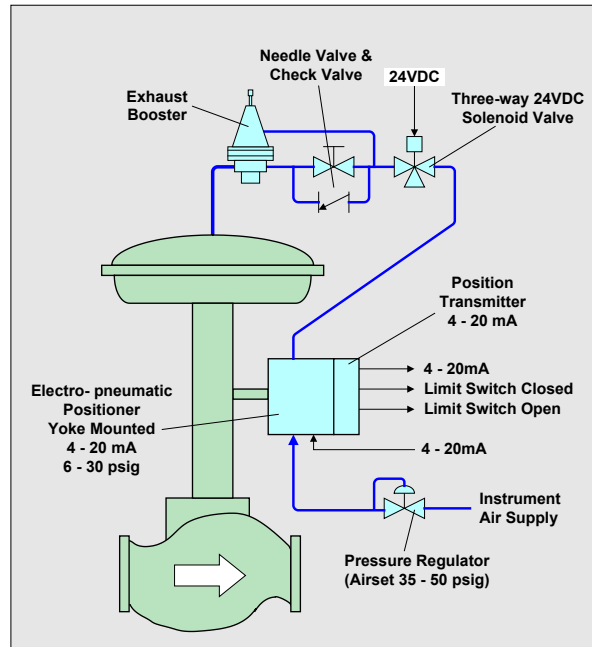 Needle Valve &
Check Valve
24VDC
Three-way 24VDC
Solenoid Valve
Exhaust
Booster
Position
Transmitter
4 - 20 mA
4 - 20mA
Limit Switch Closed
Limit Switch Open
Electro- pneumatic
Positioner
Yoke Mounted
4 - 20 mA
6 - 30 psig
4 - 20mA
Instrument
Air Supply
Pressure Regulator
(Airset 35 - 50 psig)